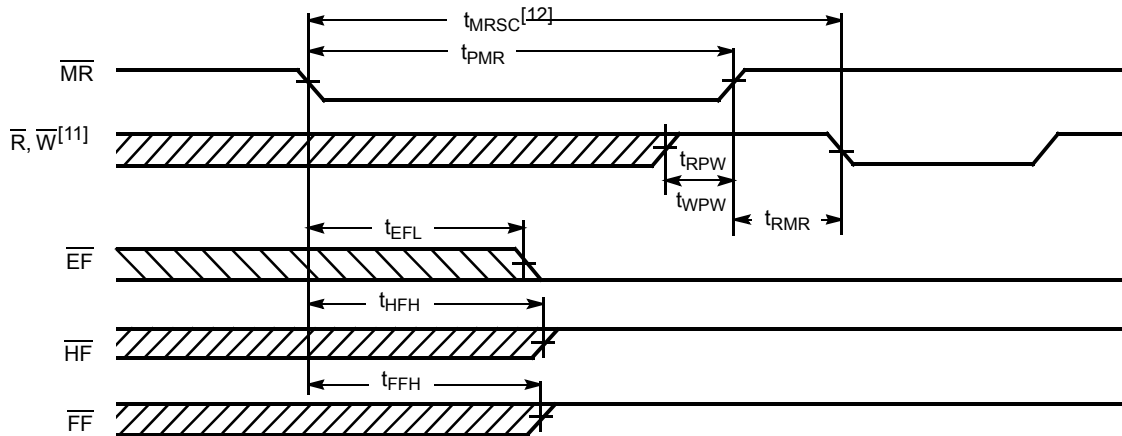 tMRSC[12]
tPMR
MR
R, W[11]
tRPW
tWPW
tRMR
tEFL
EF
tHFH
HF
tFFH
FF